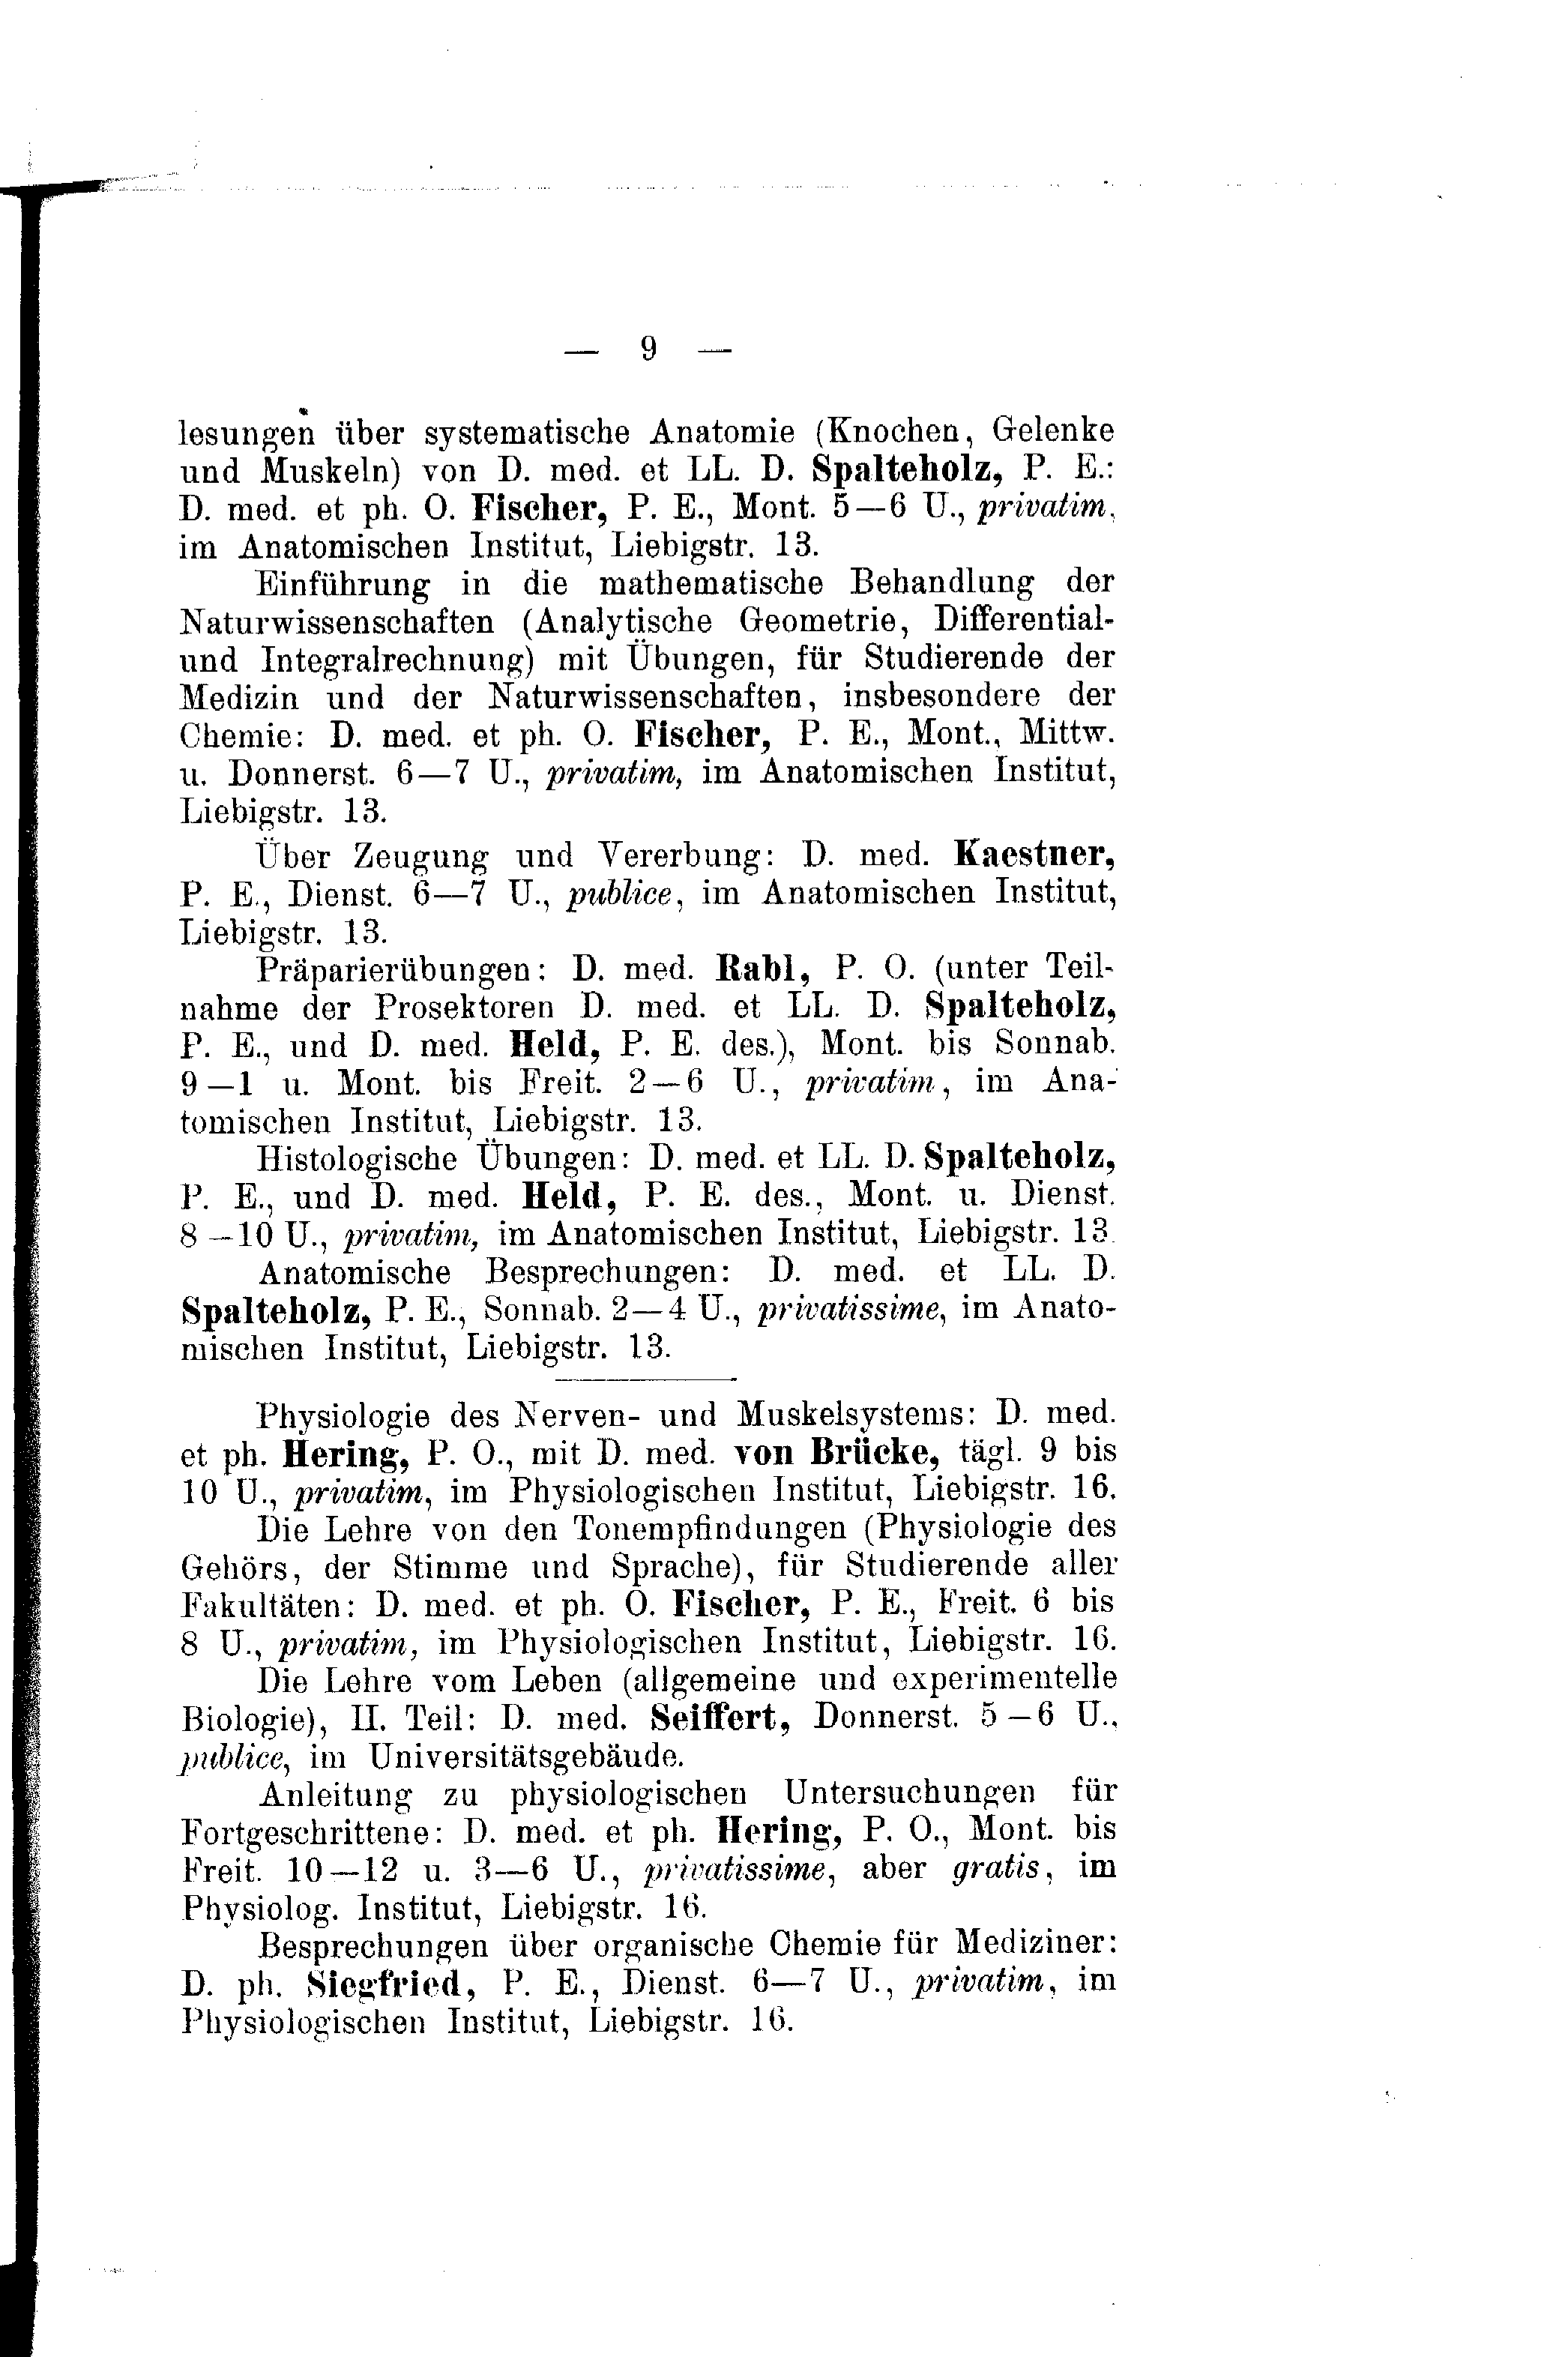 — 9 —
lesungen über systematische Anatomie (Knochen, Gelenke
und Muskeln) von D. med. et LL. D. Spalteholz, P. E.:
D. med. et ph. O. Fischer, P. E., Mont. 5—6 U., privatim,
im Anatomischen Institut, Liebigstr. 13.
Einführung in die mathematische Behandlung der
Naturwissenschaften (Analytische Geometrie, Differential-
und Integralrechnung) mit Übungen, für Studierende der
Medizin und der Naturwissenschaften, insbesondere der
Chemie: D. med. et ph. O. Fischer, P. E., Mont., Mittw.
u. Donnerst. 6—7 U., privatim, im Anatomischen Institut,
Liebigstr. 13.
Über Zeugung und Vererbung: D. med. Kaestner,
P. E., Dienst. 6—7 U., publice, im Anatomischen Institut,
Liebigstr. 13.
Präparierübungen: D. med. Rabl, P. O. (unter Teil-
nahme der Prosektoren D. med. et LL. D. Spalteholz,
P. E., und D. med. Held, P. E. des.), Mont. bis Sonnab.
9—1 u. Mont. bis Freit. 2—6 U., privatim, im Ana-
tomischen Institut, Liebigstr. 13.
Histologische Übungen: D. med. et LL. D. Spalteholz,
P. E., und D. med. Held, P. E. des., Mont. u. Dienst.
8—10 U., privatim, im Anatomischen Institut, Liebigstr. 13.
Anatomische Besprechungen: D. med. et LL. D.
Spalteholz, P. E., Sonnab. 2—4 U., privatissime, im Anato-
mischen Institut, Liebigstr. 13.
Physiologie des Nerven- und Muskelsystems: D. med.
et ph. Hering, P. O., mit D. med. von Brücke, tägl. 9 bis
10 U., privatim, im Physiologischen Institut, Liebigstr. 16.
Die Lehre von den Tonempfindungen (Physiologie des
Gehörs, der Stimme und Sprache), für Studierende aller
Fakultäten: D. med. et ph. O. Fischer, P. E., Freit. 6 bis
8 U., privatim, im Physiologischen Institut, Liebigstr. 16.
Die Lehre vom Leben (allgemeine und experimentelle
Biologie), II. Teil: D. med. Seiffert, Donnerst. 5—6 U.,
publice, im Universitätsgebäude.
Anleitung zu physiologischen Untersuchungen für
Fortgeschrittene: D. med. et ph. Hering, P. O., Mont. bis
Freit. 10—12 u. 3—6 U., privatissime, aber gratis, im
Physiolog. Institut, Liebigstr. 16.
Besprechungen über organische Chemie für Mediziner:
D. ph. Siegfried, P. E., Dienst. 6—7 U., privatim, im
Physiologischen Institut, Liebigstr. 16.